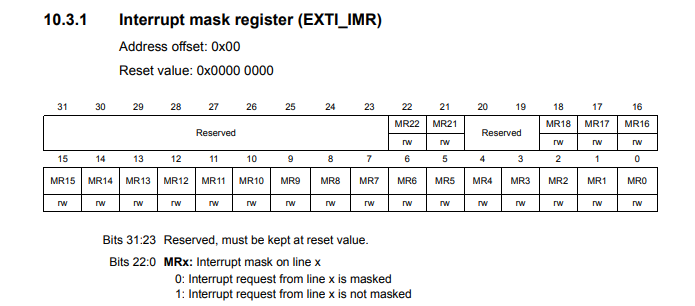 10.3.1 Interrupt mask register (EXTI_IMR)
Address offset: 0x00
Reset value: 0x0000 0000
31 30 29 28 27 26 25 24 23 22 21 20 19 18 17 16
Reserved MR22 MR21 Reserved MR18 MR17 MR16
rw rw rw rw rw
15 14 13 12 11 10 9 8 7 6 5 4 3 2 1 0
MR15 MR14 MR13 MR12 MR11 MR10 MR9 MR8 MR7 MR6 MR5 MR4 MR3 MR2 MR1 MR0
rw rw rw rw rw rw rw rw rw rw rw rw rw rw rw rw
Bits 31:23 Reserved, must be kept at reset value.
Bits 22:0 MRx: Interrupt mask on line x
0: Interrupt request from line x is masked
1: Interrupt request from line x is not masked